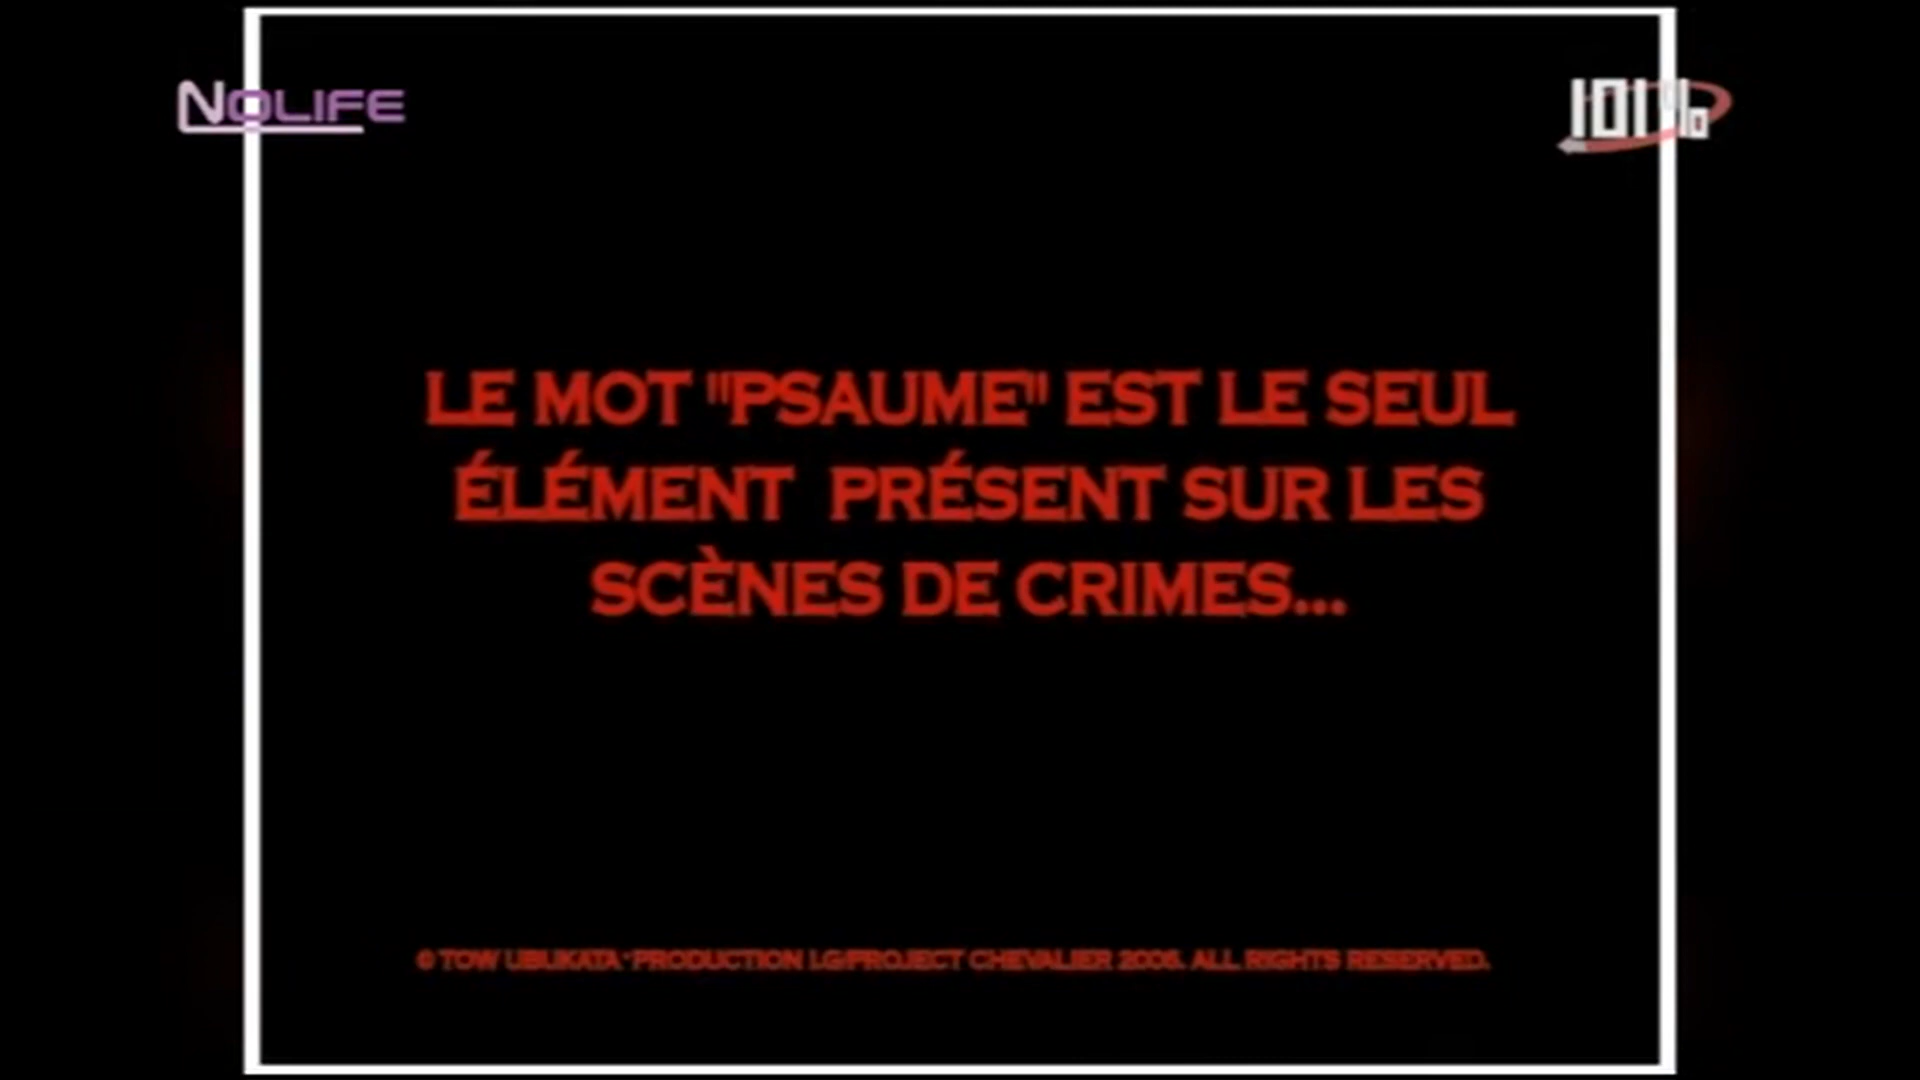 NOLIFE
101%
LE MOT "PSAUME" EST LE SEUL
ÉLÉMENT PRÉSENT SUR LES
SCÈNES DE CRIMES...
© TOW UBUKATA • PRODUCTION I.G/PROJECT CHEVALIER 2006. ALL RIGHTS RESERVED.